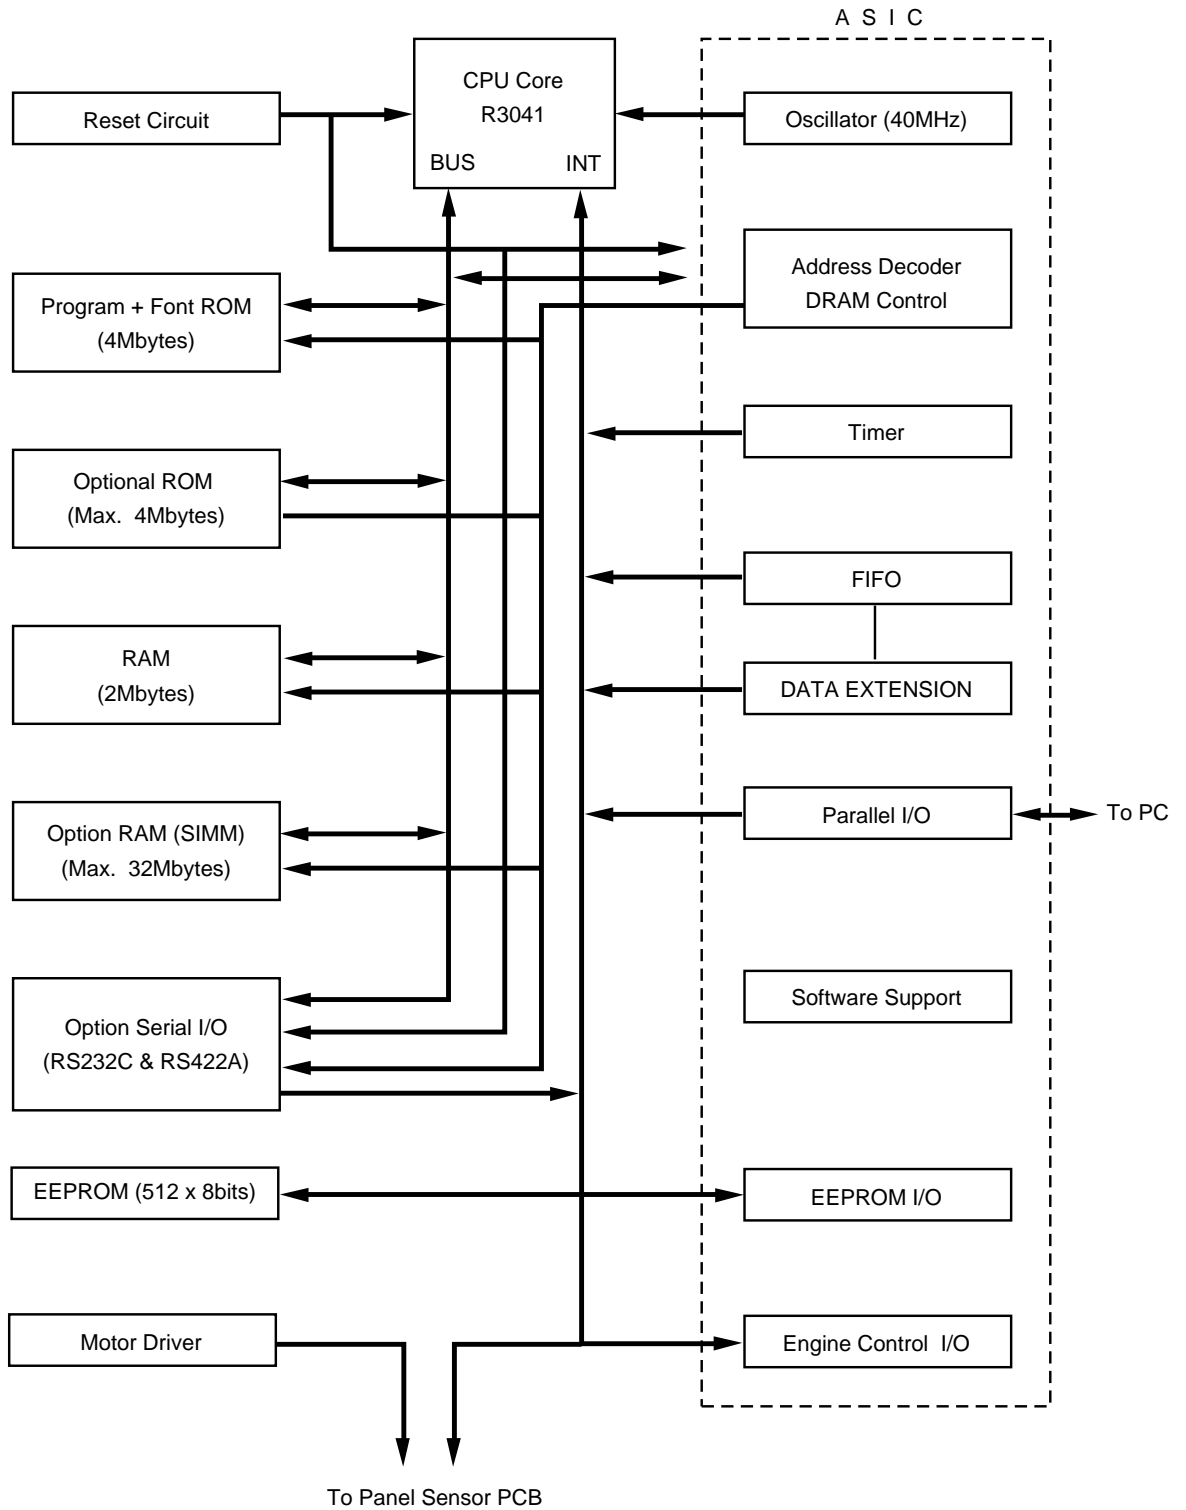 A S I C
CPU Core
R3041
BUS INT
Reset Circuit
Oscillator (40MHz)
Address Decoder
DRAM Control
Program + Font ROM
(4Mbytes)
Timer
Optional ROM
(Max. 4Mbytes)
FIFO
RAM
(2Mbytes)
DATA EXTENSION
Parallel I/O
To PC
Option RAM (SIMM)
(Max. 32Mbytes)
Software Support
Option Serial I/O
(RS232C & RS422A)
EEPROM (512 x 8bits)
EEPROM I/O
Motor Driver
Engine Control I/O
To Panel Sensor PCB